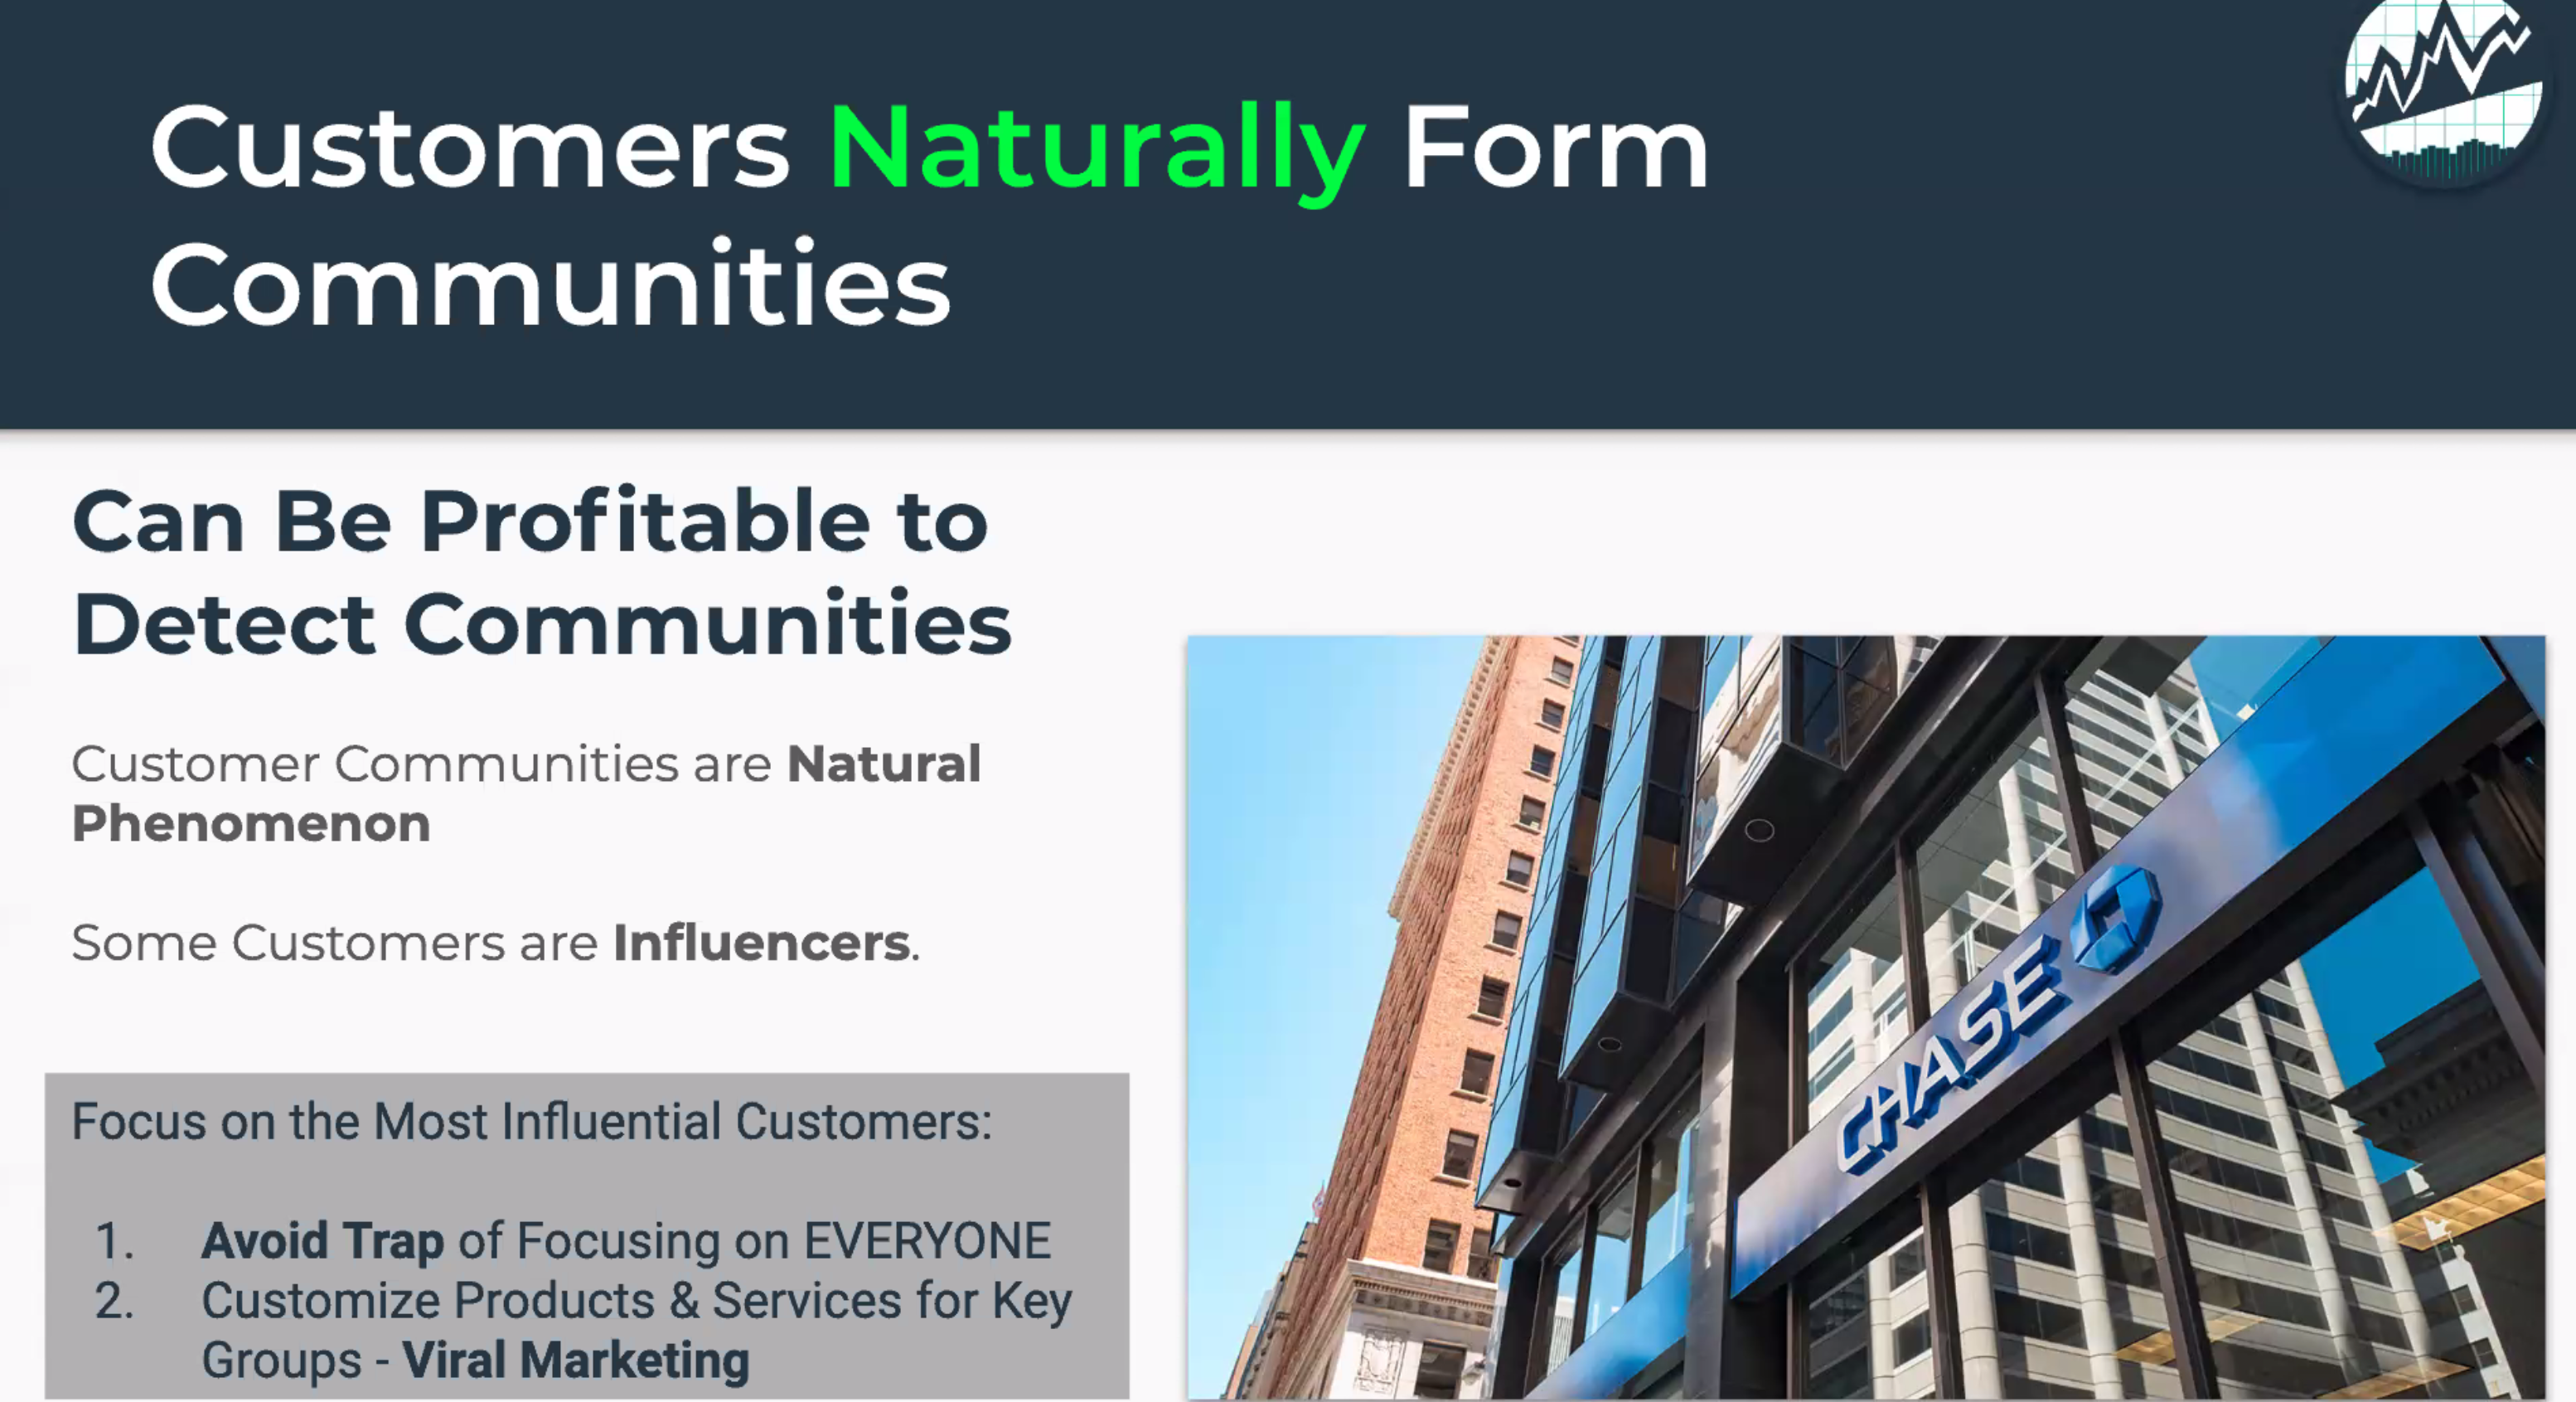 Customers Naturally Form
Communities
Can Be Profitable to
Detect Communities
Customer Communities are Natural
Phenomenon
Some Customers are Influencers.
Focus on the Most Influential Customers:
1. Avoid Trap of Focusing on EVERYONE
2. Customize Products & Services for Key
Groups - Viral Marketing
CHASE